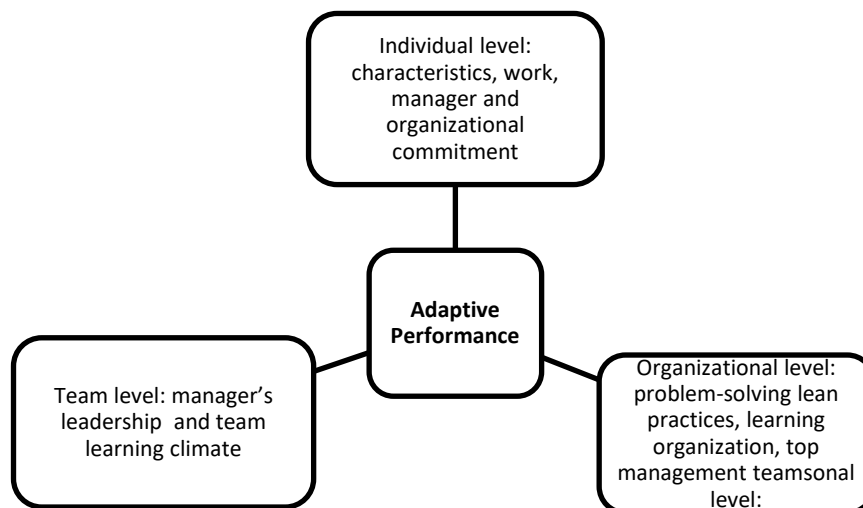 Individual level:
characteristics, work,
manager and
organizational
commitment
Adaptive
Performance
Team level: manager’s
leadership and team
learning climate
Organizational level:
problem-solving lean
practices, learning
organization, top
management teamsonal
level: